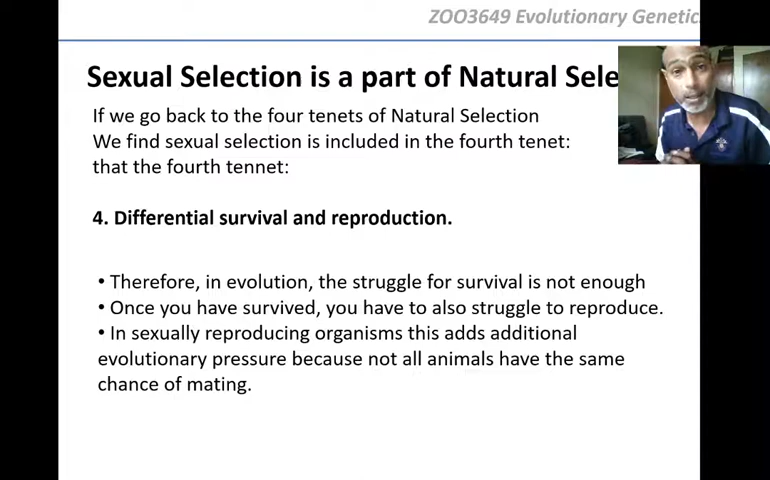 ZOO3649 Evolutionary Genetics
Sexual Selection is a part of Natural Sele
If we go back to the four tenets of Natural Selection
We find sexual selection is included in the fourth tenet:
that the fourth tennet:
4. Differential survival and reproduction.
• Therefore, in evolution, the struggle for survival is not enough
• Once you have survived, you have to also struggle to reproduce.
• In sexually reproducing organisms this adds additional
evolutionary pressure because not all animals have the same
chance of mating.